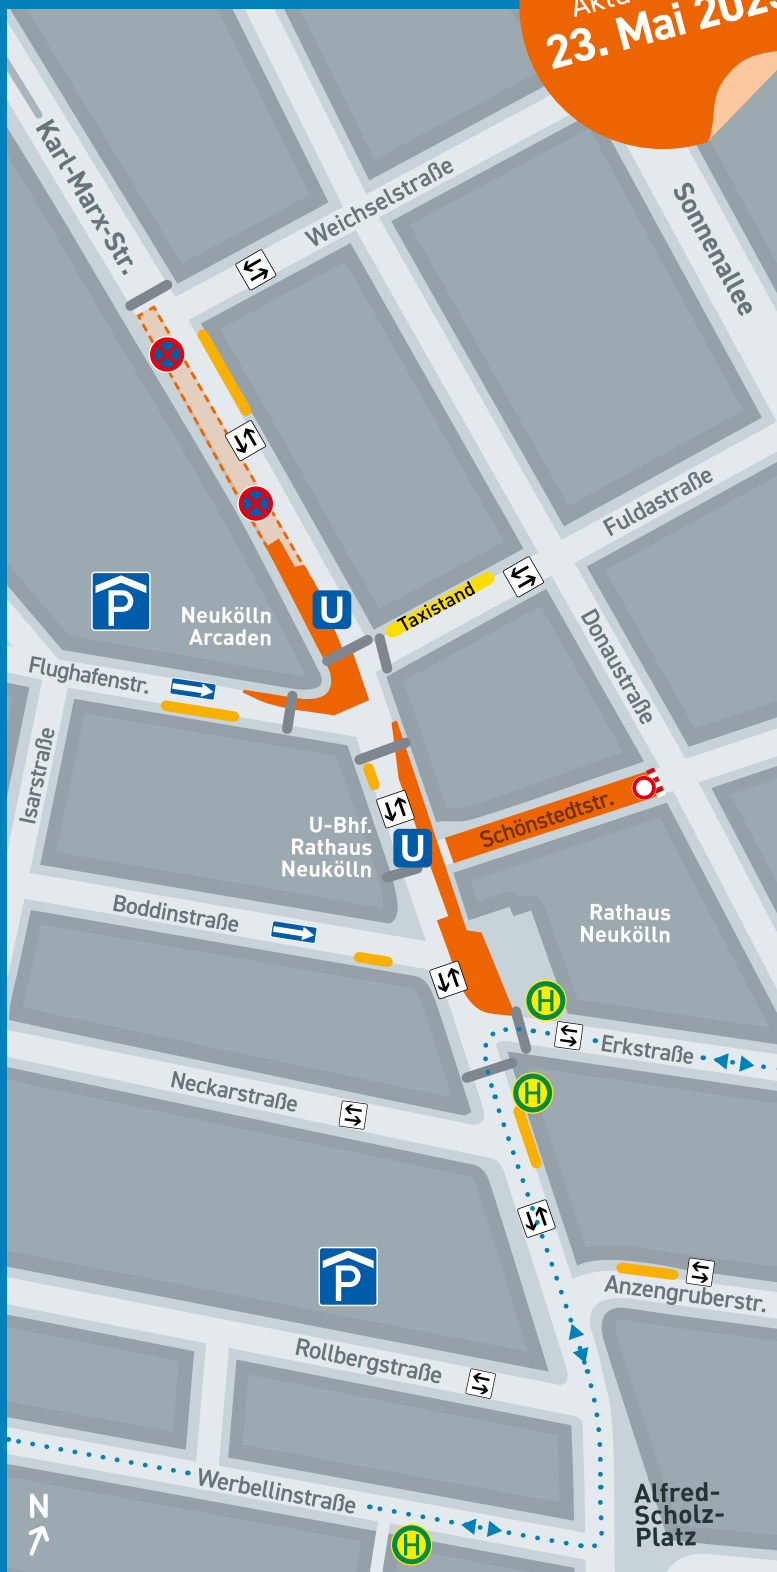 23. Mai
Karl-Marx-Str.
Weichselstraße
Sonnenallee
Fuldastraße
Taxistand
U
P
Neukölln
Arcaden
Flughafenstr.
Donaustraße
Isarstraße
Schönstedtstr.
U-Bhf.
Rathaus
Neukölln
U
Boddinstraße
Rathaus
Neukölln
H
Erkstraße
Neckarstraße
H
P
Anzengruberstr.
Rollbergstraße
Werbellinstraße
Alfred-
Scholz-
Platz
N
H